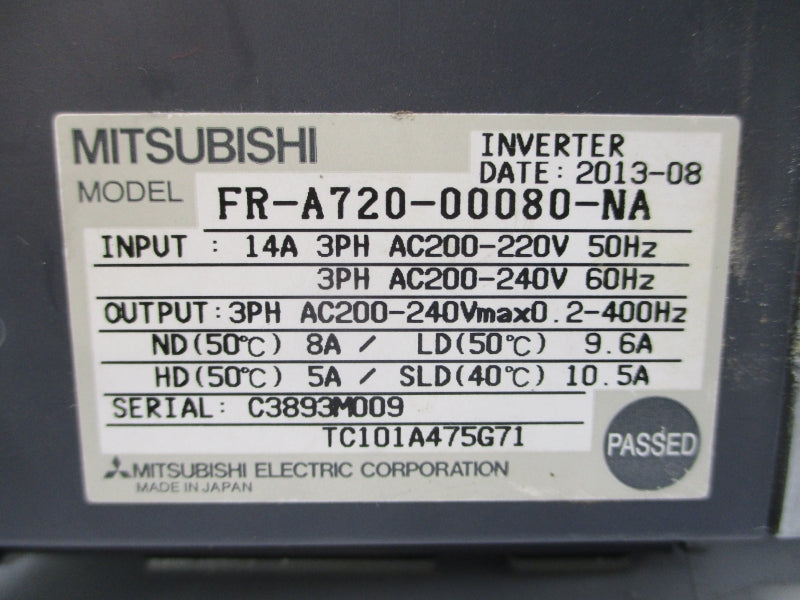 MITSUBISHI
INVERTER
DATE: 2013-08
MODEL FR-A720-00080-NA
INPUT : 14A 3PH AC200-220V 50Hz
3PH AC200-240V 60Hz
OUTPUT:3PH AC200-240Vmax0.2-400Hz
ND(50℃) 8A / LD(50℃) 9.6A
HD(50℃) 5A / SLD(40℃) 10.5A
SERIAL: C3893M009
TC101A475G71
PASSED
MITSUBISHI ELECTRIC CORPORATION
MADE IN JAPAN